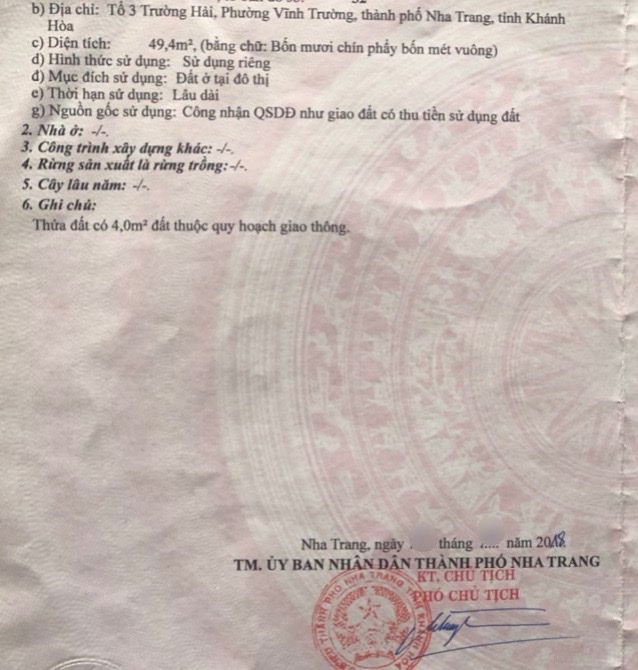 b) Địa chỉ: Tổ 3 Trường Hải, Phường Vĩnh Trường, thành phố Nha Trang, tỉnh Khánh
Hòa
c) Diện tích: 49,4m², (bằng chữ: Bốn mươi chín phẩy bốn mét vuông)
d) Hình thức sử dụng: Sử dụng riêng
đ) Mục đích sử dụng: Đất ở tại đô thị
e) Thời hạn sử dụng: Lâu dài
g) Nguồn gốc sử dụng: Công nhận QSDĐ như giao đất có thu tiền sử dụng đất
2. Nhà ở: -/-.
3. Công trình xây dựng khác: -/-.
4. Rừng sản xuất là rừng trồng: -/-.
5. Cây lâu năm: -/-.
6. Ghi chú:
Thửa đất có 4,0m² đất thuộc quy hoạch giao thông.
Nha Trang, ngày tháng ..... năm 2018
TM. ỦY BAN NHÂN DÂN THÀNH PHỐ NHA TRANG
KT. CHỦ TỊCH
PHÓ CHỦ TỊCH